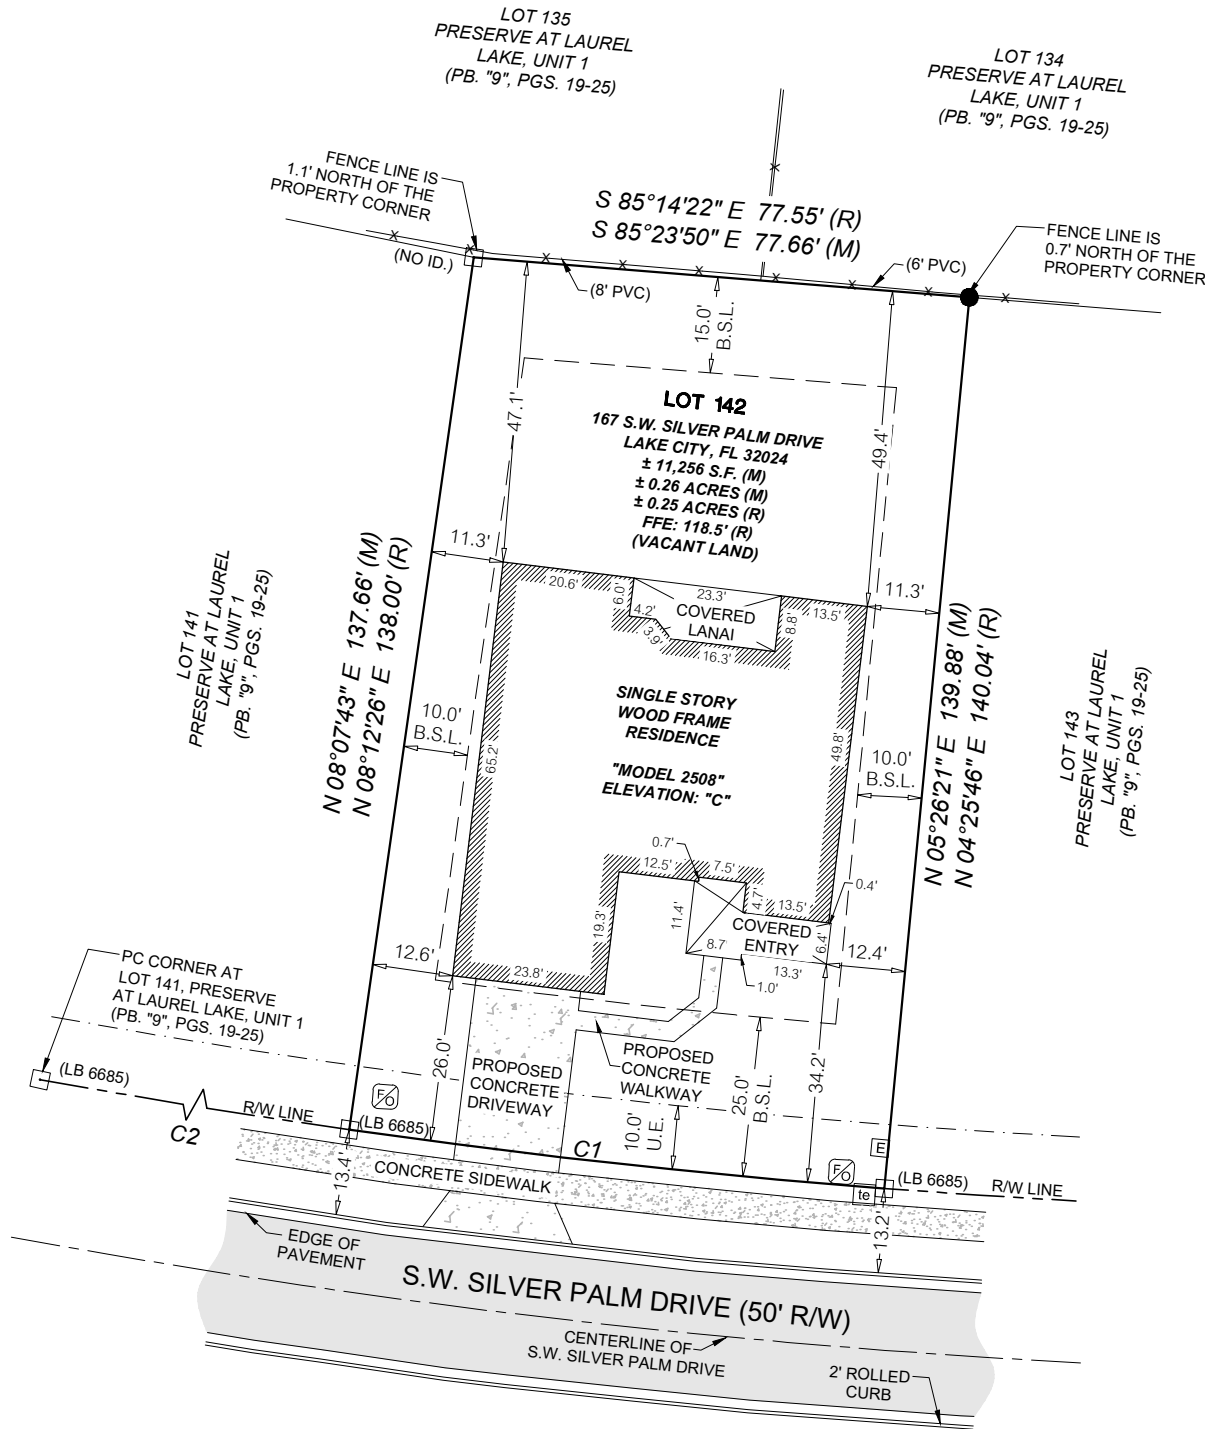 LOT 135
PRESERVE AT LAUREL
LAKE, UNIT 1
(PB. "9", PGS. 19-25)
LOT 134
PRESERVE AT LAUREL
LAKE, UNIT 1
(PB. "9", PGS. 19-25)
FENCE LINE IS
1.1' NORTH OF THE
PROPERTY CORNER
S 85°14'22" E 77.55' (R)
S 85°23'50" E 77.66' (M)
FENCE LINE IS
0.7' NORTH OF THE
PROPERTY CORNER
(NO ID.)
(8' PVC)
(6' PVC)
15.0'
B.S.L.
47.1'
49.4'
LOT 142
167 S.W. SILVER PALM DRIVE
LAKE CITY, FL 32024
± 11,256 S.F. (M)
± 0.26 ACRES (M)
± 0.25 ACRES (R)
FFE: 118.5' (R)
(VACANT LAND)
11.3'
11.3'
20.6'
6.0'
23.3'
4.2'
COVERED
LANAI
3.9'
16.3'
8.8'
13.5'
LOT 141
PRESERVE AT LAUREL
LAKE, UNIT 1
(PB. "9", PGS. 19-25)
N 08°07'43" E 137.66' (M)
N 08°12'26" E 138.00' (R)
10.0'
B.S.L.
65.2'
SINGLE STORY
WOOD FRAME
RESIDENCE
"MODEL 2508"
ELEVATION: "C"
49.8'
10.0'
B.S.L.
N 05°26'21" E 139.88' (M)
N 04°25'46" E 140.04' (R)
LOT 143
PRESERVE AT LAUREL
LAKE, UNIT 1
(PB. "9", PGS. 19-25)
0.7'
12.5'
7.5'
4.7'
13.5'
0.4'
19.3'
11.4'
COVERED
ENTRY
6.4'
8.7'
13.3'
1.0'
12.4'
12.6'
23.8'
PC CORNER AT
LOT 141, PRESERVE
AT LAUREL LAKE, UNIT 1
(PB. "9", PGS. 19-25)
(LB 6685)
C2
R/W LINE
F/O
(LB 6685)
26.0'
PROPOSED
CONCRETE
DRIVEWAY
PROPOSED
CONCRETE
WALKWAY
10.0'
U.E.
25.0'
B.S.L.
34.2'
C1
E
F/O
te
(LB 6685)
R/W LINE
13.4'
CONCRETE SIDEWALK
13.2'
EDGE OF
PAVEMENT
S.W. SILVER PALM DRIVE (50' R/W)
CENTERLINE OF
S.W. SILVER PALM DRIVE
2' ROLLED
CURB